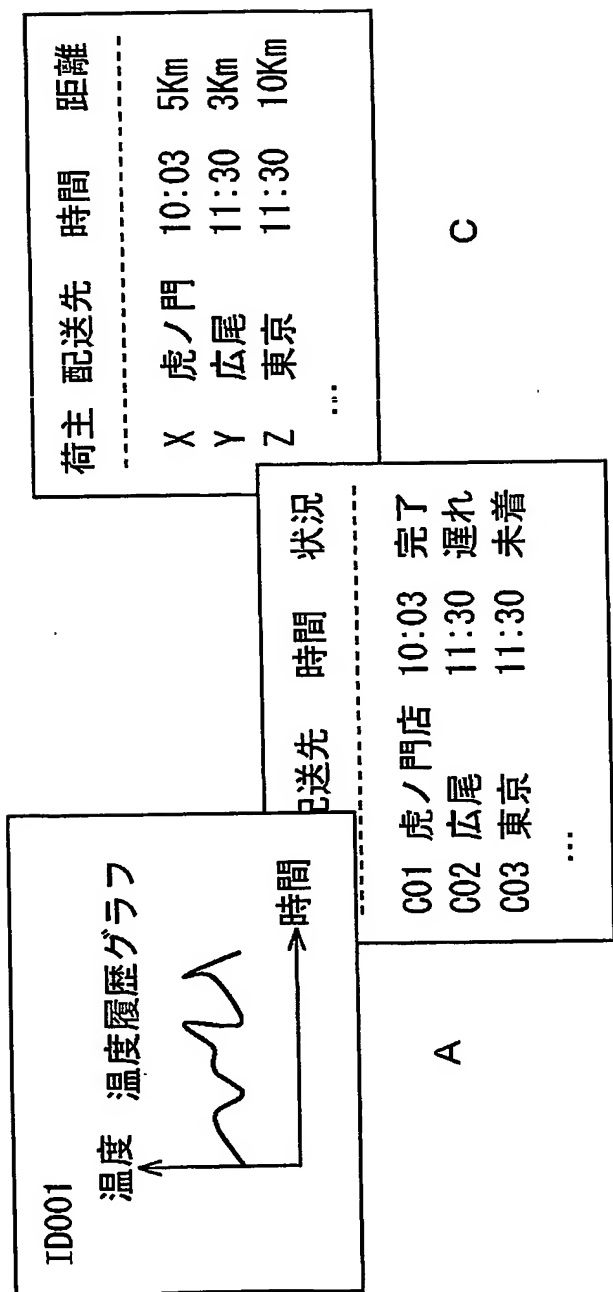 ID001
温度 温度履歴グラフ
時間
A
送先 時間 状況
C01 虎ノ門店 10:03 完了
C02 広尾 11:30 遅れ
C03 東京 11:30 未着
...
荷主 配送先 時間 距離
X 虎ノ門 10:03 5Km
Y 広尾 11:30 3Km
Z 東京 11:30 10Km
...
C